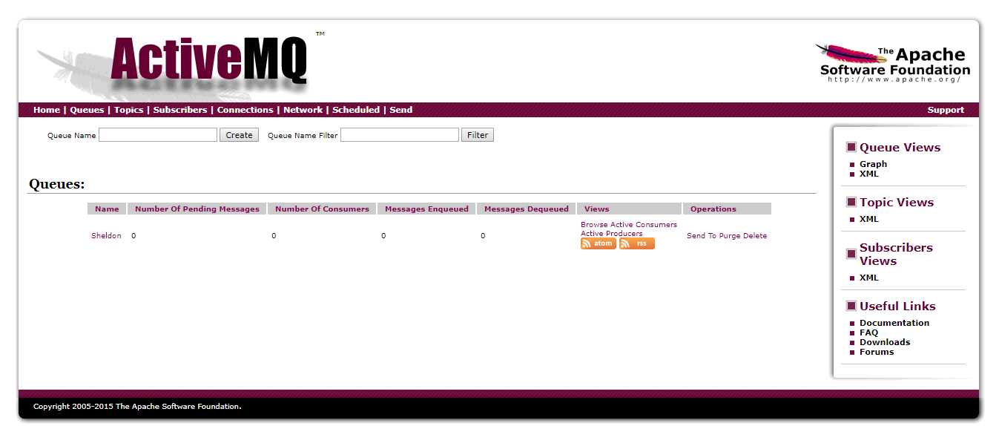 ActiveMQ ™
The Apache
Software Foundation
http://www.apache.org/
Home | Queues | Topics | Subscribers | Connections | Network | Scheduled | Send Support
Queue Name Create Queue Name Filter Filter
Queues:
Name Number Of Pending Messages Number Of Consumers Messages Enqueued Messages Dequeued Views Operations
Sheldon 0 0 0 0 Browse Active Consumers
Active Producers
atom rss
Send To Purge Delete
Queue Views
Graph
XML
Topic Views
XML
Subscribers
Views
XML
Useful Links
Documentation
FAQ
Downloads
Forums
Copyright 2005-2015 The Apache Software Foundation.